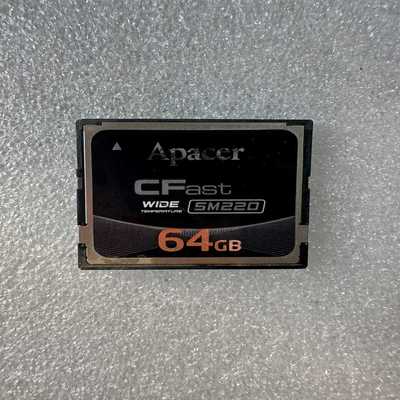 Apacer
CFast
WIDE
TEMPERATURE
SM220
64GB